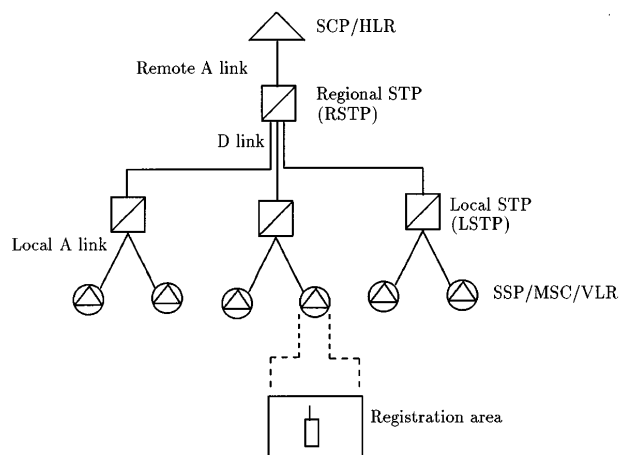 SCP/HLR
Remote A link
Regional STP
(RSTP)
D link
Local STP
(LSTP)
Local A link
SSP/MSC/VLR
Registration area